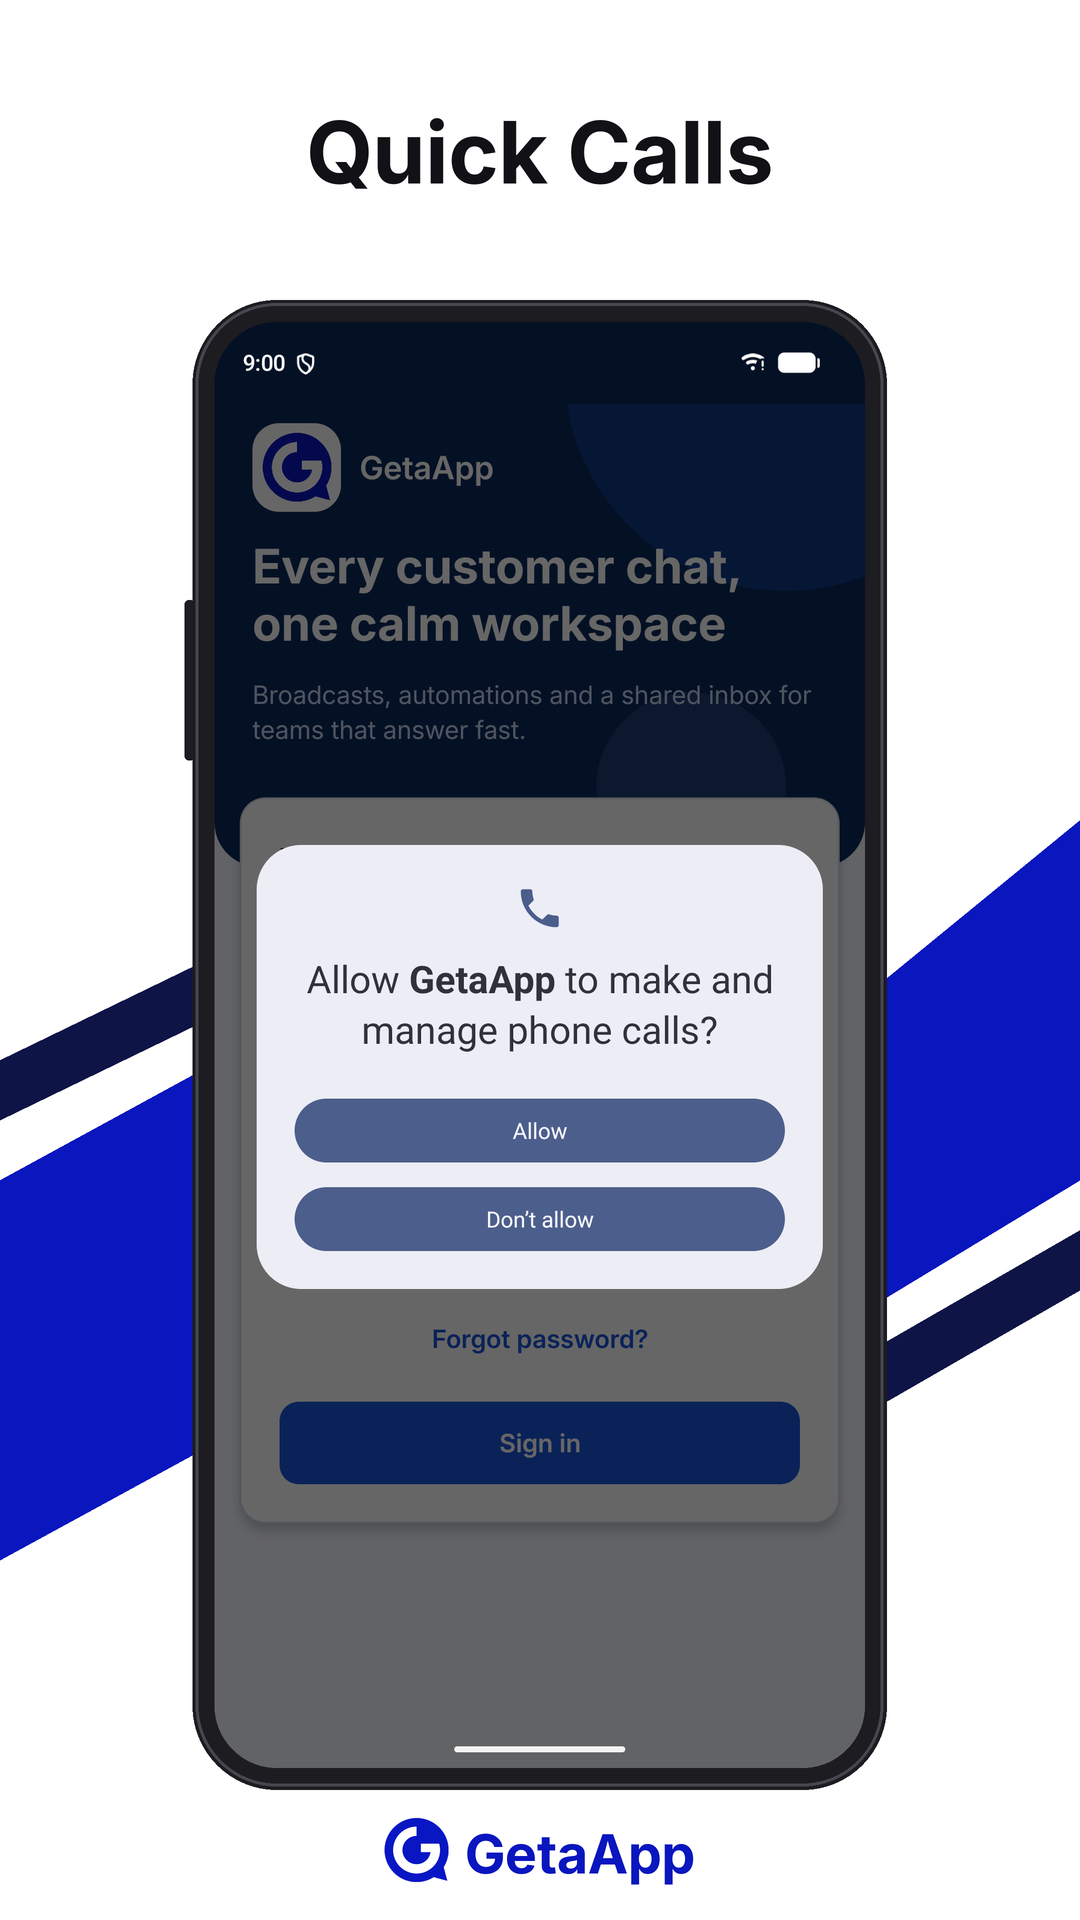 Quick Calls
9:00
GetaApp
Every customer chat,
one calm workspace
Broadcasts, automations and a shared inbox for
teams that answer fast.
Allow GetaApp to make and
manage phone calls?
Allow
Don’t allow
Forgot password?
Sign in
GetaApp